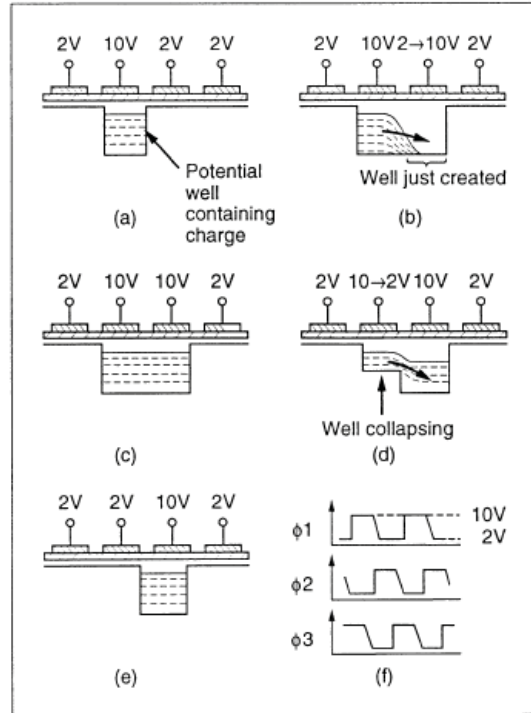 2V 10V 2V 2V
Potential
well
containing
charge
(a)
2V 10V 2→10V 2V
Well just created
(b)
2V 10V 10V 2V
(c)
2V 10→2V 10V 2V
Well collapsing
(d)
2V 2V 10V 2V
(e)
ϕ1 10V
2V
ϕ2
ϕ3
(f)